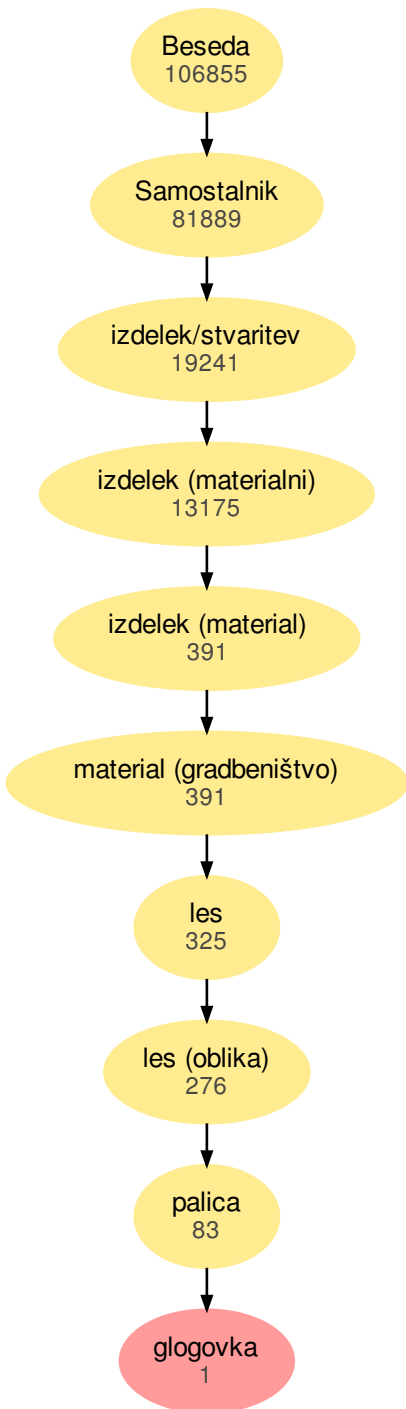 Beseda
106855
Samostalnik
81889
izdelek/stvaritev
19241
izdelek (materialni)
13175
izdelek (material)
391
material (gradbeništvo)
391
les
325
les (oblika)
276
palica
83
glogovka
1